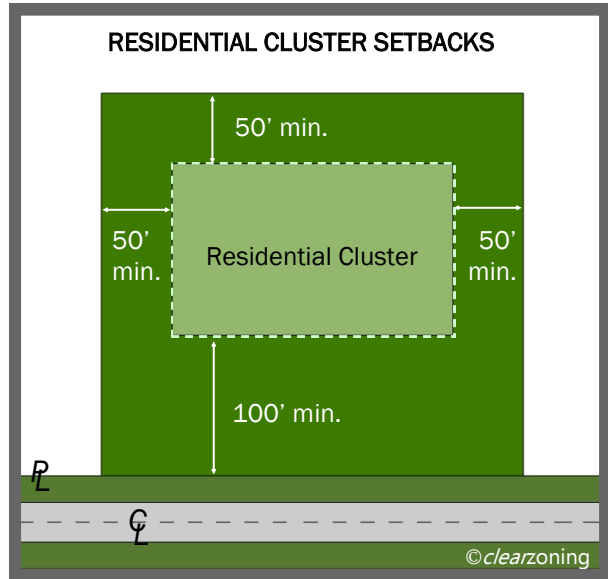 RESIDENTIAL CLUSTER SETBACKS
50’ min.
50’
min.
Residential Cluster
50’
min.
100’ min.
PL
CL
©clearzoning